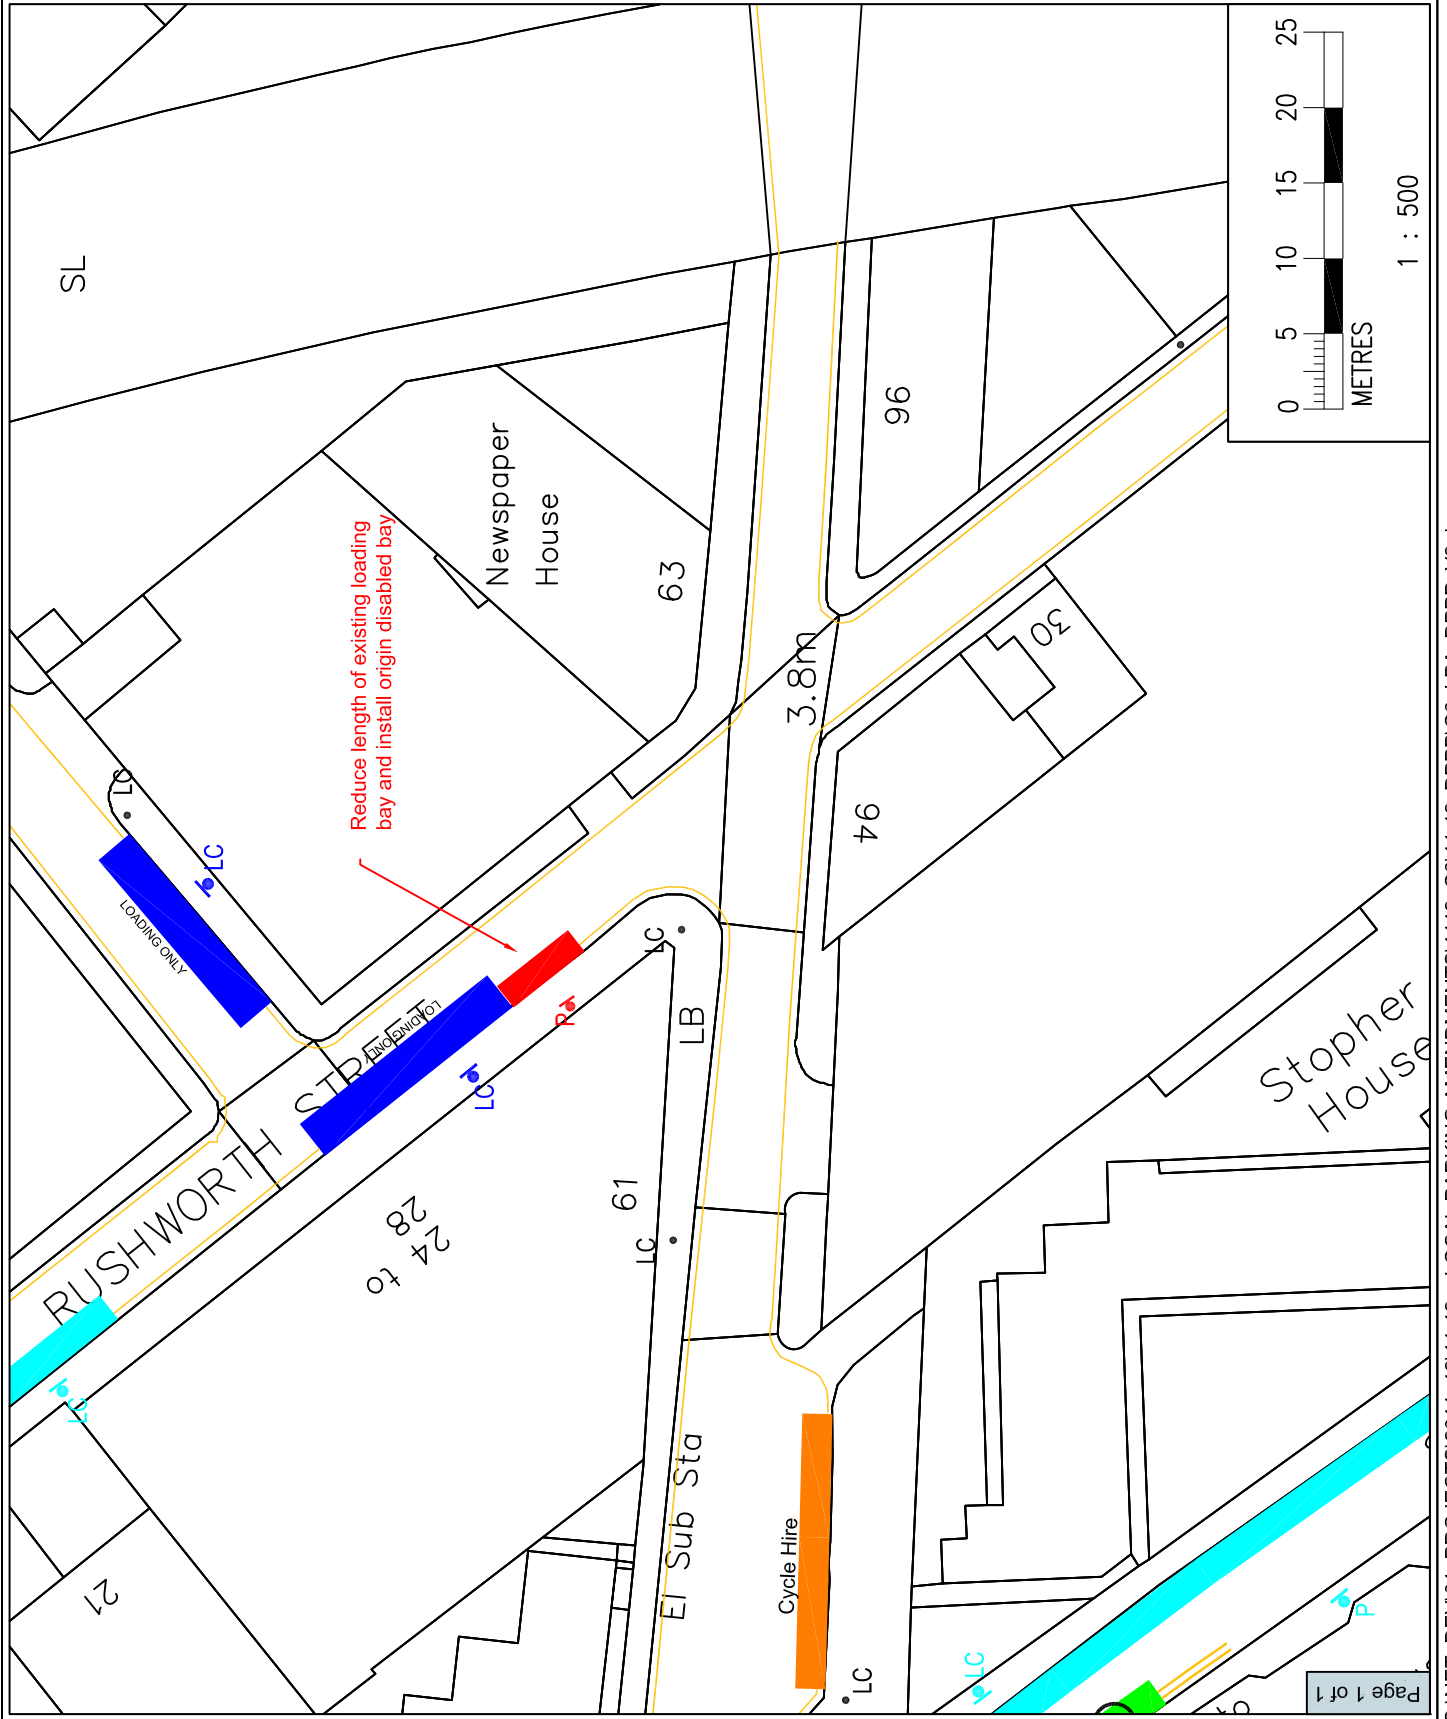 SL
Newspaper
House
63
96
30
94
3.8m
Reduce length of existing loading
bay and install origin disabled bay
LC
LC
LOADING ONLY
LOADING ONLY
RUSHWORTH STREET
LC
P
LC
LB
LC
24 to
28
61
LC
LC
21
El Sub Sta
Cycle Hire
LC
LC
P
Stopher
House
0 5 10 15 20 25
METRES
1 : 500
Page 1 of 1